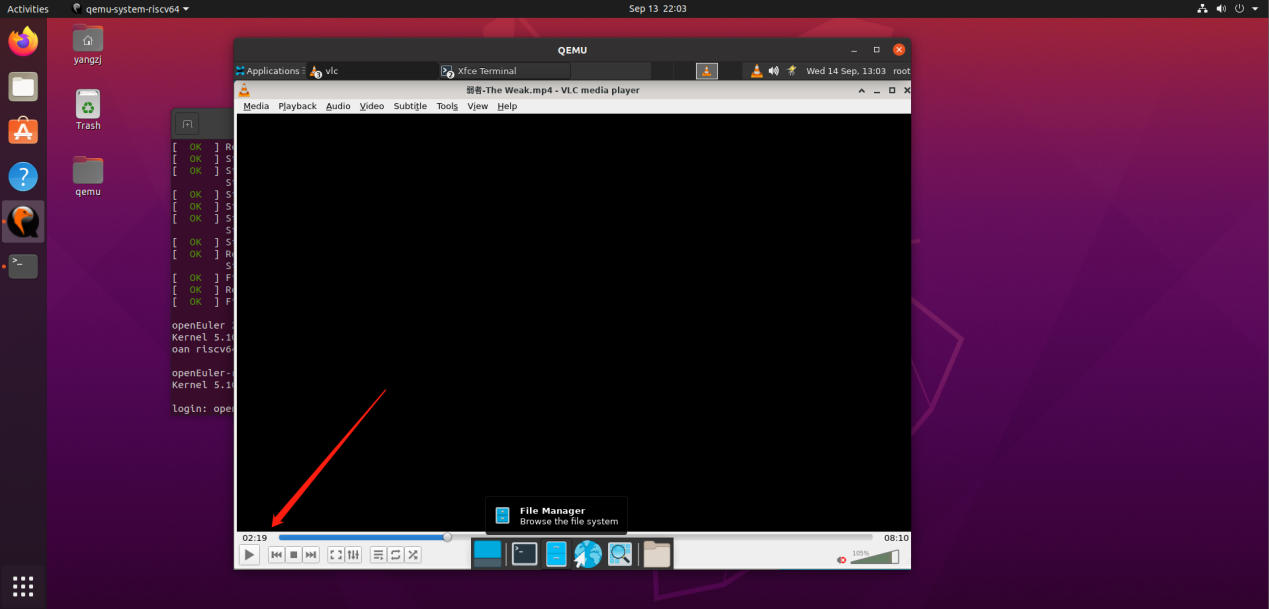 Activities
qemu-system-riscv64
Sep 13 22:03
yangzj
Trash
qemu
QEMU
Applications
vlc
Xfce Terminal
Wed 14 Sep, 13:03
root
弱者-The Weak.mp4 - VLC media player
Media Playback Audio Video Subtitle Tools View Help
[ OK ] Re
[ OK ] S
[ OK ] S
S
[ OK ] S
[ OK ] S
[ OK ] S
S
[ OK ] S
[ OK ] Re
S
[ OK ] F
[ OK ] Re
[ OK ] F
openEuler
Kernel 5.10
oan riscv64
openEuler-
Kernel 5.10
login: open
File Manager
Browse the file system
02:19
08:10
105%